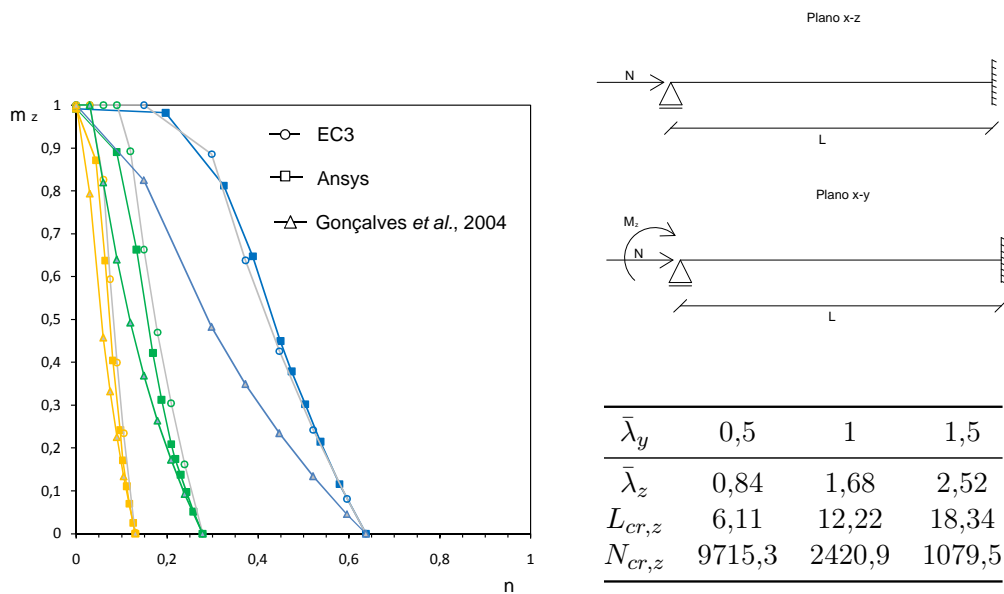 m z
1
0,9
0,8
0,7
0,6
0,5
0,4
0,3
0,2
0,1
0
0 0,2 0,4 0,6 0,8 1
n
EC3
Ansys
Gonçalves et al., 2004
Plano x-z
N
L
Plano x-y
Mz
N
L
λ̄y 0,5 1 1,5
λ̄z 0,84 1,68 2,52
Lcr,z 6,11 12,22 18,34
Ncr,z 9715,3 2420,9 1079,5